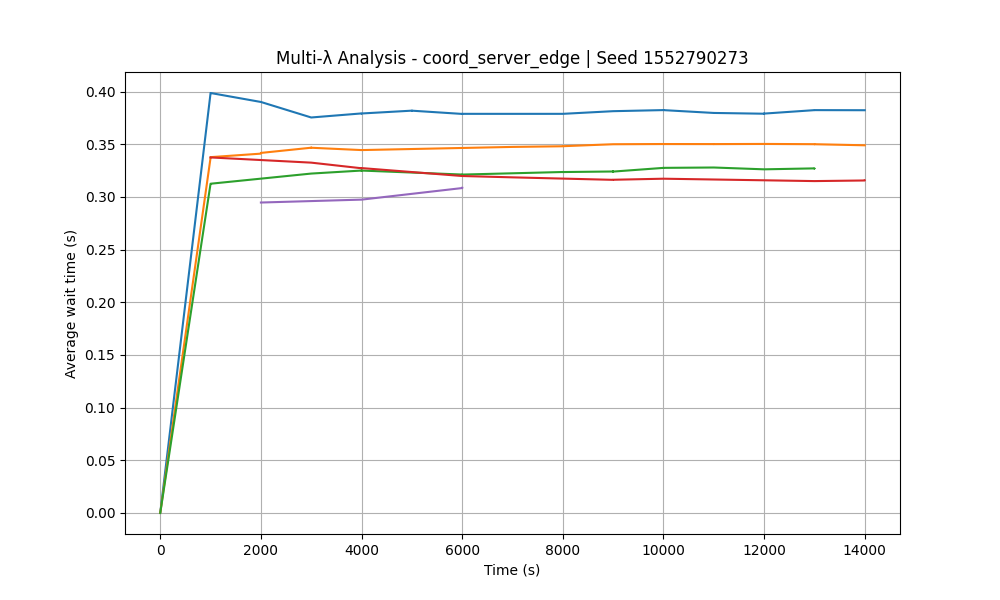 Multi-λ Analysis - coord_server_edge | Seed 1552790273
0.40
0.35
0.30
0.25
0.20
0.15
0.10
0.05
0.00
Average wait time (s)
0 2000 4000 6000 8000 10000 12000 14000
Time (s)